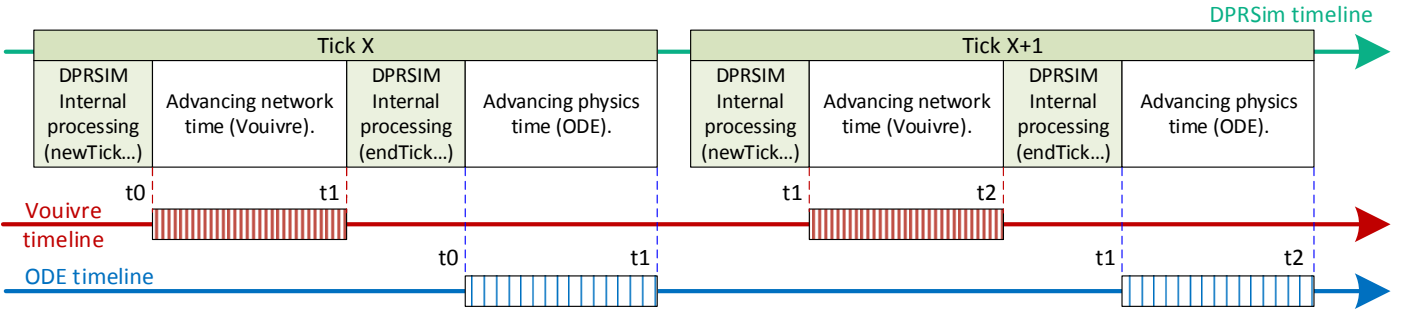 DPRSim timeline
Tick X
Tick X+1
DPRSIM
Internal
processing
(newTick...)
Advancing network
time (Vouivre).
DPRSIM
Internal
processing
(endTick...)
Advancing physics
time (ODE).
DPRSIM
Internal
processing
(newTick...)
Advancing network
time (Vouivre).
DPRSIM
Internal
processing
(endTick...)
Advancing physics
time (ODE).
t0
t1
t1
t2
Vouivre
timeline
t0
t1
t1
t2
ODE timeline